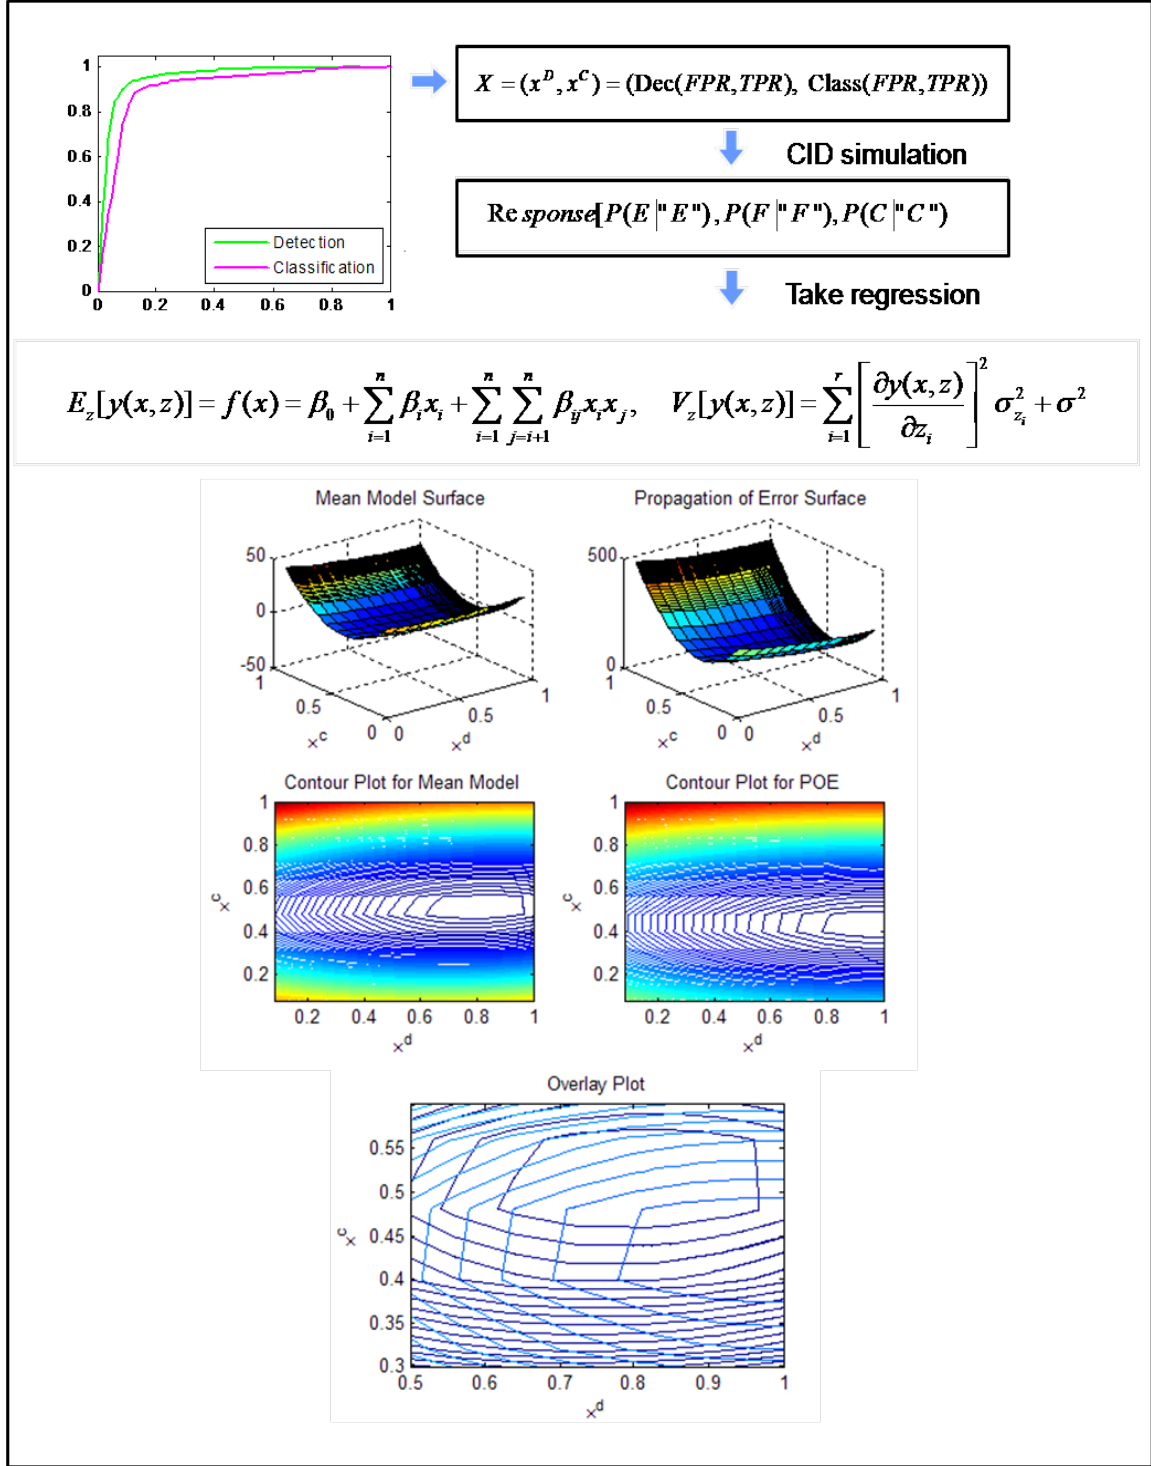 X = (x^D, x^C) = (Dec(FPR, TPR), Class(FPR, TPR))
CID simulation
Re sponse[P(E|"E"), P(F|"F"), P(C|"C")
Take regression
1
0.8
0.6
0.4
0.2
0
Detection
Classification
0 0.2 0.4 0.6 0.8 1
E_z[y(x,z)] = f(x) = β_0 + ∑_{i=1}^{n} β_i x_i + ∑_{i=1}^{n} ∑_{j=i+1}^{n} β_{ij} x_i x_j, V_z[y(x,z)] = ∑_{i=1}^{r} [∂y(x,z)/∂z_i]^2 σ_{z_i}^2 + σ^2
Mean Model Surface
50
0
-50
1
0.5
0
0
0.5
1
x^c
x^d
Propagation of Error Surface
500
0
1
0.5
0
0
0.5
1
x^c
x^d
Contour Plot for Mean Model
1
0.8
0.6
0.4
0.2
x^c
0.2 0.4 0.6 0.8 1
x^d
Contour Plot for POE
1
0.8
0.6
0.4
0.2
x^c
0.2 0.4 0.6 0.8 1
x^d
Overlay Plot
0.55
0.5
0.45
0.4
0.35
0.3
x^c
0.5 0.6 0.7 0.8 0.9 1
x^d